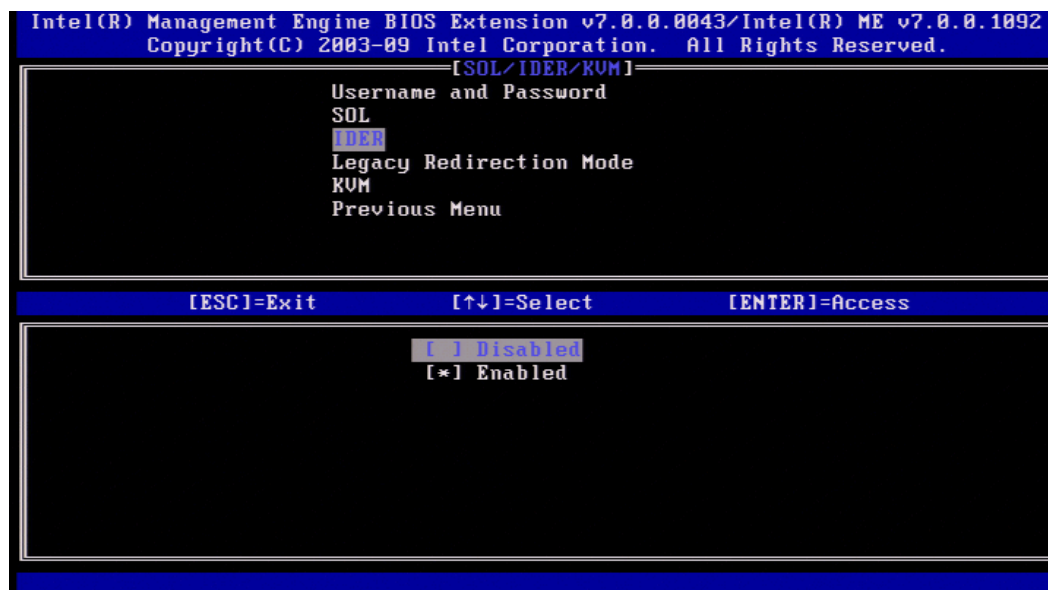 Intel(R) Management Engine BIOS Extension v7.0.0.0043/Intel(R) ME v7.0.0.1092
Copyright(C) 2003-09 Intel Corporation. All Rights Reserved.
[SOL/IDER/KVM]
Username and Password
SOL
IDER
Legacy Redirection Mode
KVM
Previous Menu
[ESC]=Exit [↑↓]=Select [ENTER]=Access
[ ] Disabled
[*] Enabled